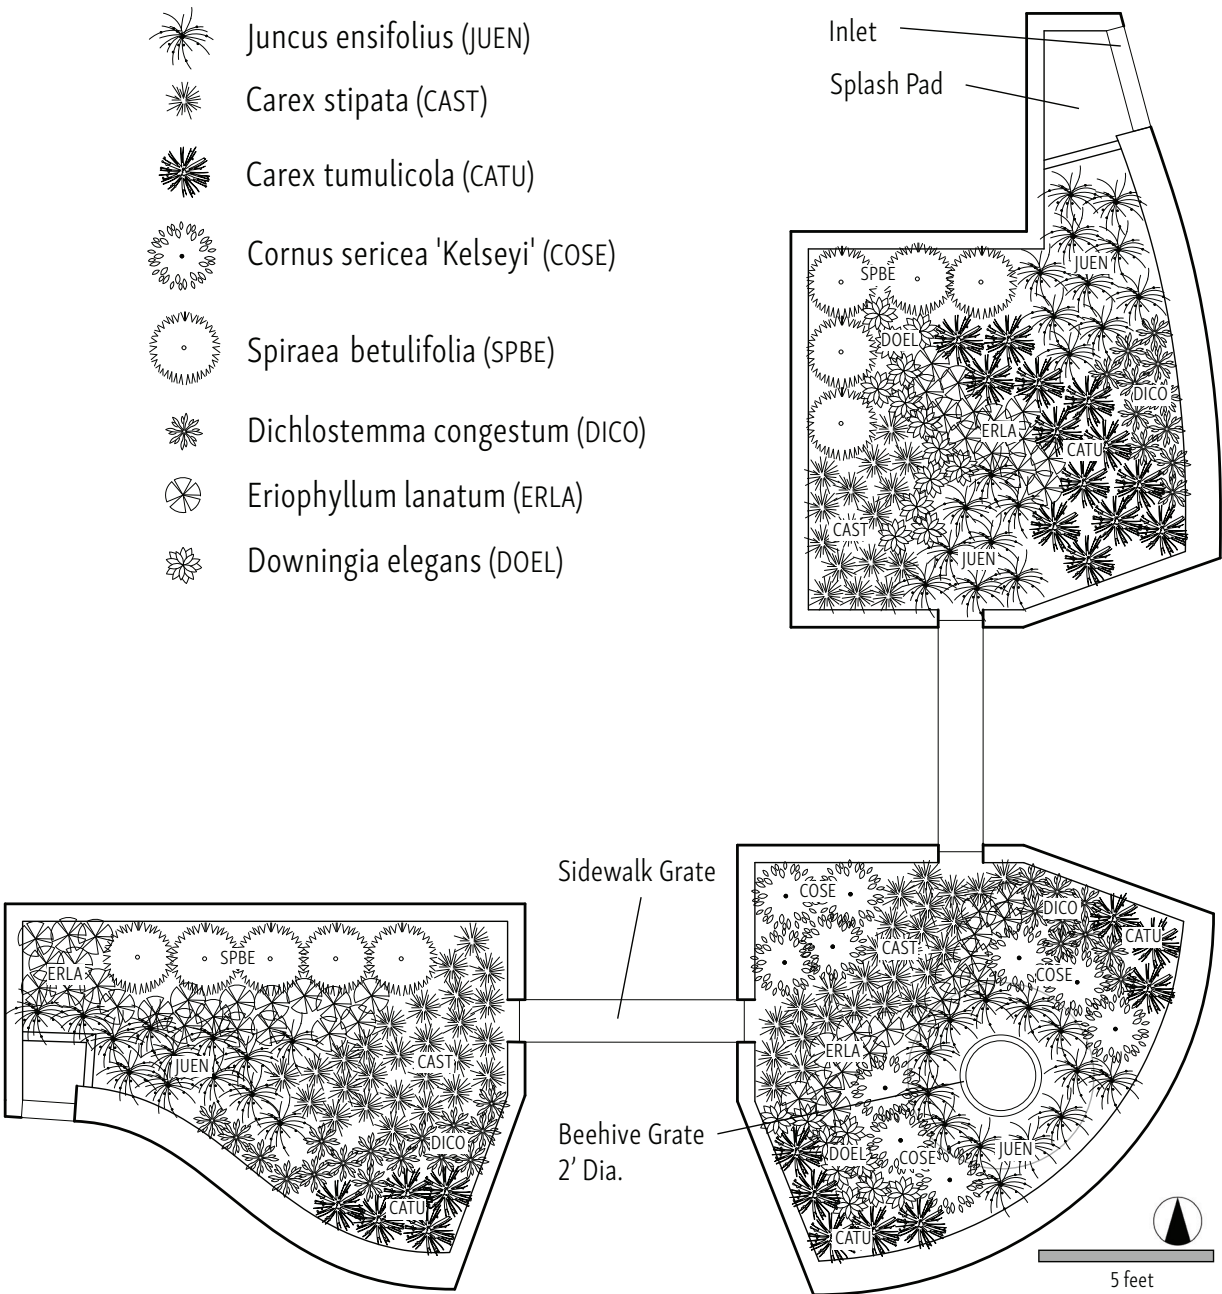 Juncus ensifolius (JUEN)
Carex stipata (CAST)
Carex tumulicola (CATU)
Cornus sericea 'Kelseyi' (COSE)
Spiraea betulifolia (SPBE)
Dichlostemma congestum (DICO)
Eriophyllum lanatum (ERLA)
Downingia elegans (DOEL)
Inlet
Splash Pad
JUEN
SPBE
DOEL
DICO
ERLA
CATU
CAST
JUEN
Sidewalk Grate
COSE
DICO
CAST
CATU
COSE
ERLA
Beehive Grate
2' Dia.
DOEL
COSE
JUEN
CATU
SPBE
ERLA
JUEN
CAST
DICO
CATU
5 feet